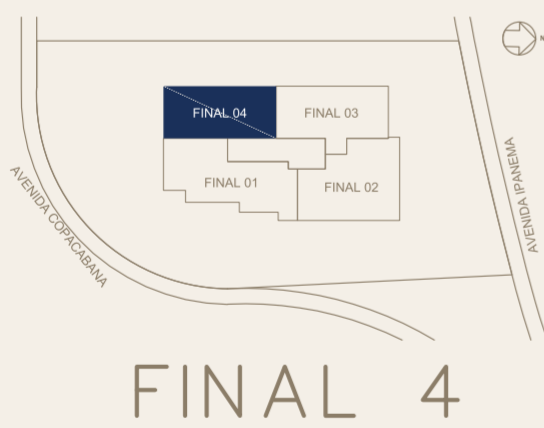 N
FINAL 04
FINAL 03
FINAL 01
FINAL 02
AVENIDA COPACABANA
AVENIDA IPANEMA
FINAL 4